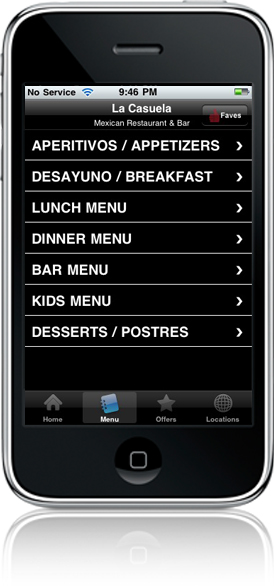 No Service 9:46 PM
La Casuela
Mexican Restaurant & Bar
Faves
APERITIVOS / APPETIZERS
DESAYUNO / BREAKFAST
LUNCH MENU
DINNER MENU
BAR MENU
KIDS MENU
DESSERTS / POSTRES
Home Menu Offers Locations